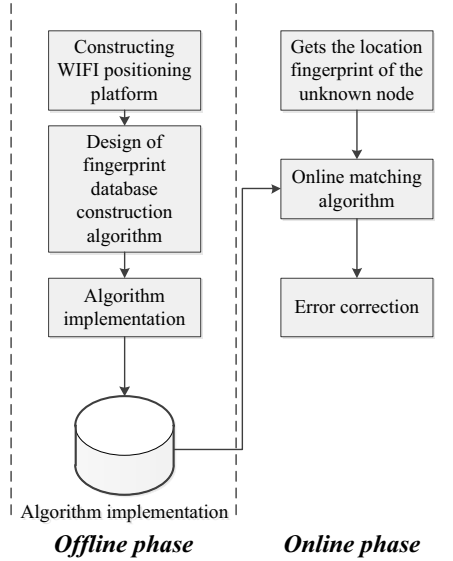 Constructing
WIFI positioning
platform
Design of
fingerprint
database
construction
algorithm
Algorithm
implementation
Algorithm implementation
Offline phase
Gets the location
fingerprint of the
unknown node
Online matching
algorithm
Error correction
Online phase